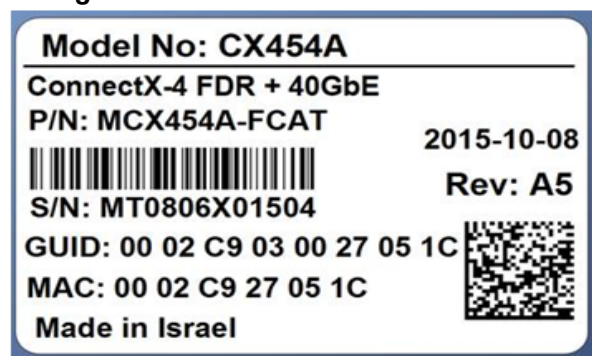 Model No: CX454A
ConnectX-4 FDR + 40GbE
P/N: MCX454A-FCAT
2015-10-08
Rev: A5
S/N: MT0806X01504
GUID: 00 02 C9 03 00 27 05 1C
MAC: 00 02 C9 27 05 1C
Made in Israel